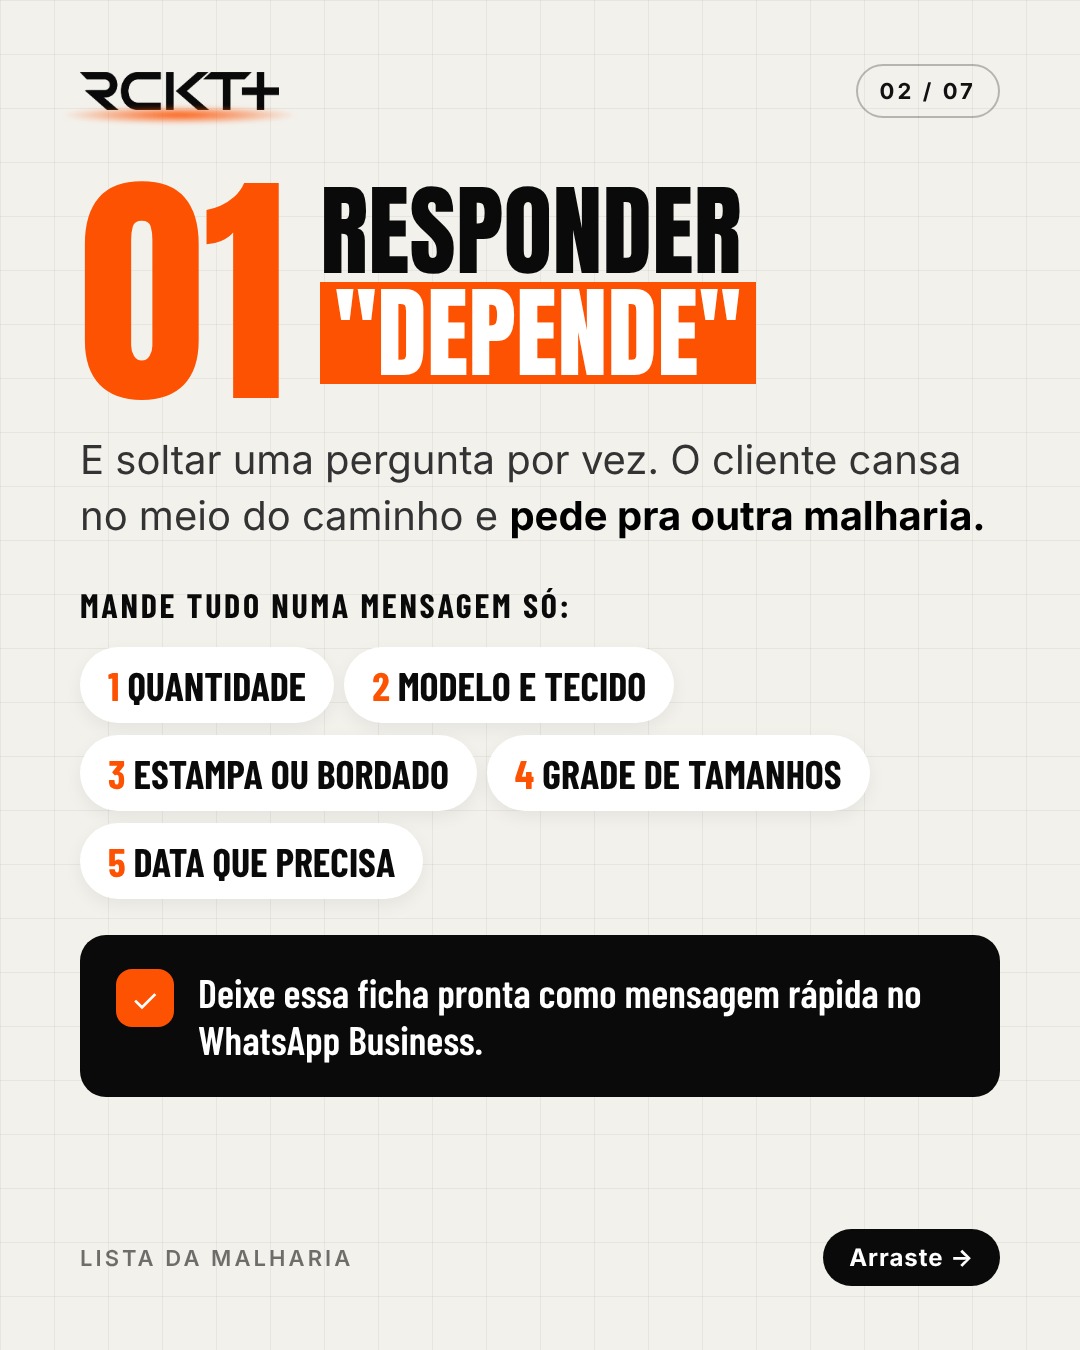 RCKT+
02 / 07
01
RESPONDER
"DEPENDE"
E soltar uma pergunta por vez. O cliente cansa
no meio do caminho e pede pra outra malharia.
MANDE TUDO NUMA MENSAGEM SÓ:
1 QUANTIDADE
2 MODELO E TECIDO
3 ESTAMPA OU BORDADO
4 GRADE DE TAMANHOS
5 DATA QUE PRECISA
Deixe essa ficha pronta como mensagem rápida no
WhatsApp Business.
LISTA DA MALHARIA
Arraste →